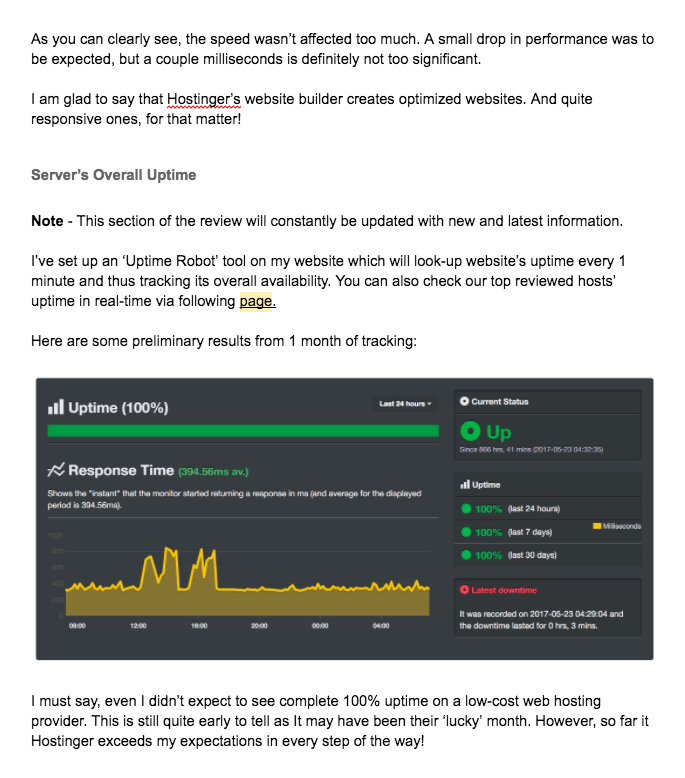 As you can clearly see, the speed wasn’t affected too much. A small drop in performance was to
be expected, but a couple milliseconds is definitely not too significant.
I am glad to say that Hostinger’s website builder creates optimized websites. And quite
responsive ones, for that matter!
Server’s Overall Uptime
Note - This section of the review will constantly be updated with new and latest information.
I’ve set up an ‘Uptime Robot’ tool on my website which will look-up website’s uptime every 1
minute and thus tracking its overall availability. You can also check our top reviewed hosts’
uptime in real-time via following page.
Here are some preliminary results from 1 month of tracking:
Uptime (100%)
Last 24 hours
Response Time (394.56ms av.)
Shows the "instant" that the monitor started returning a response in ms (and average for the displayed
period is 394.56ms).
1000
800
600
400
200
0
08:00 12:00 16:00 20:00 00:00 04:00
Current Status
Up
Since 866 hrs, 41 mins (2017-05-23 04:32:35)
Uptime
100% (last 24 hours)
Milliseconds
100% (last 7 days)
100% (last 30 days)
Latest downtime
It was recorded on 2017-05-23 04:29:04 and
the downtime lasted for 0 hrs, 3 mins.
I must say, even I didn’t expect to see complete 100% uptime on a low-cost web hosting
provider. This is still quite early to tell as It may have been their ‘lucky’ month. However, so far it
Hostinger exceeds my expectations in every step of the way!